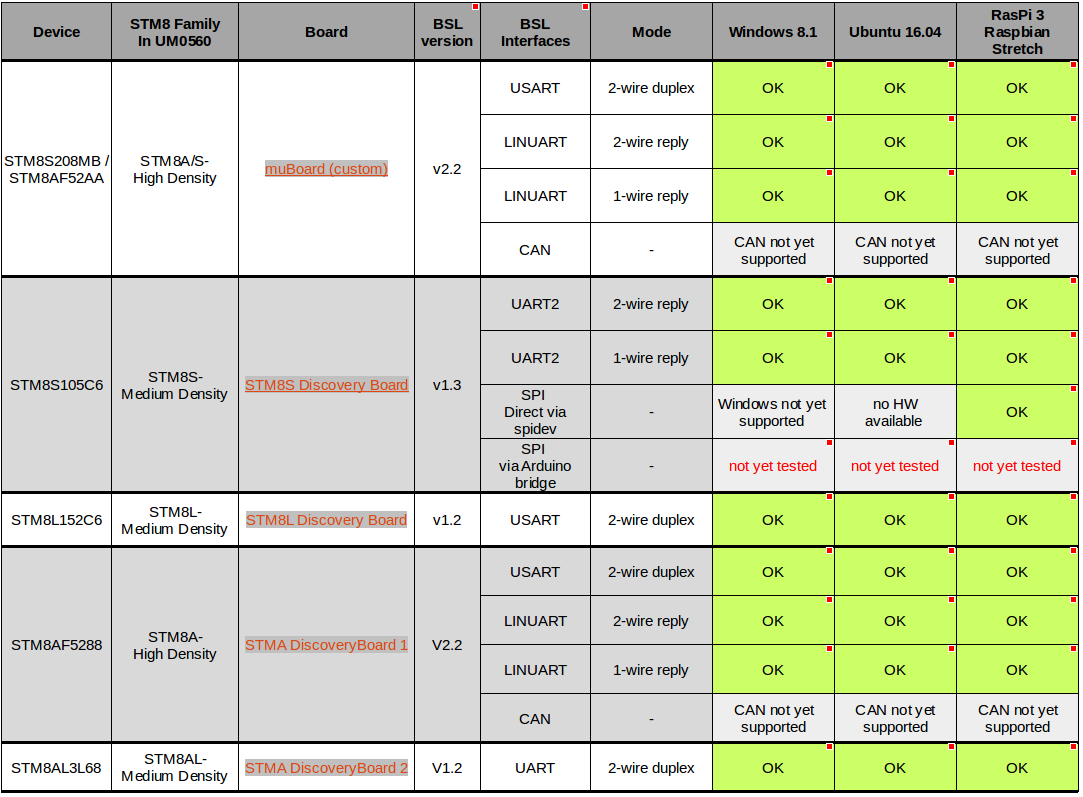 Device
STM8 Family
In UM0560
Board
BSL
version
BSL
Interfaces
Mode
Windows 8.1
Ubuntu 16.04
RasPi 3
Raspbian
Stretch
STM8S208MB /
STM8AF52AA
STM8A/S-
High Density
muBoard (custom)
v2.2
USART
2-wire duplex
OK
OK
OK
LINUART
2-wire reply
OK
OK
OK
LINUART
1-wire reply
OK
OK
OK
CAN
-
CAN not yet
supported
CAN not yet
supported
CAN not yet
supported
STM8S105C6
STM8S-
Medium Density
STM8S Discovery Board
v1.3
UART2
2-wire reply
OK
OK
OK
UART2
1-wire reply
OK
OK
OK
SPI
Direct via
spidev
-
Windows not yet
supported
no HW
available
OK
SPI
via Arduino
bridge
-
not yet tested
not yet tested
not yet tested
STM8L152C6
STM8L-
Medium Density
STM8L Discovery Board
v1.2
USART
2-wire duplex
OK
OK
OK
STM8AF5288
STM8A-
High Density
STMA DiscoveryBoard 1
V2.2
USART
2-wire duplex
OK
OK
OK
LINUART
2-wire reply
OK
OK
OK
LINUART
1-wire reply
OK
OK
OK
CAN
-
CAN not yet
supported
CAN not yet
supported
CAN not yet
supported
STM8AL3L68
STM8AL-
Medium Density
STMA DiscoveryBoard 2
V1.2
UART
2-wire duplex
OK
OK
OK